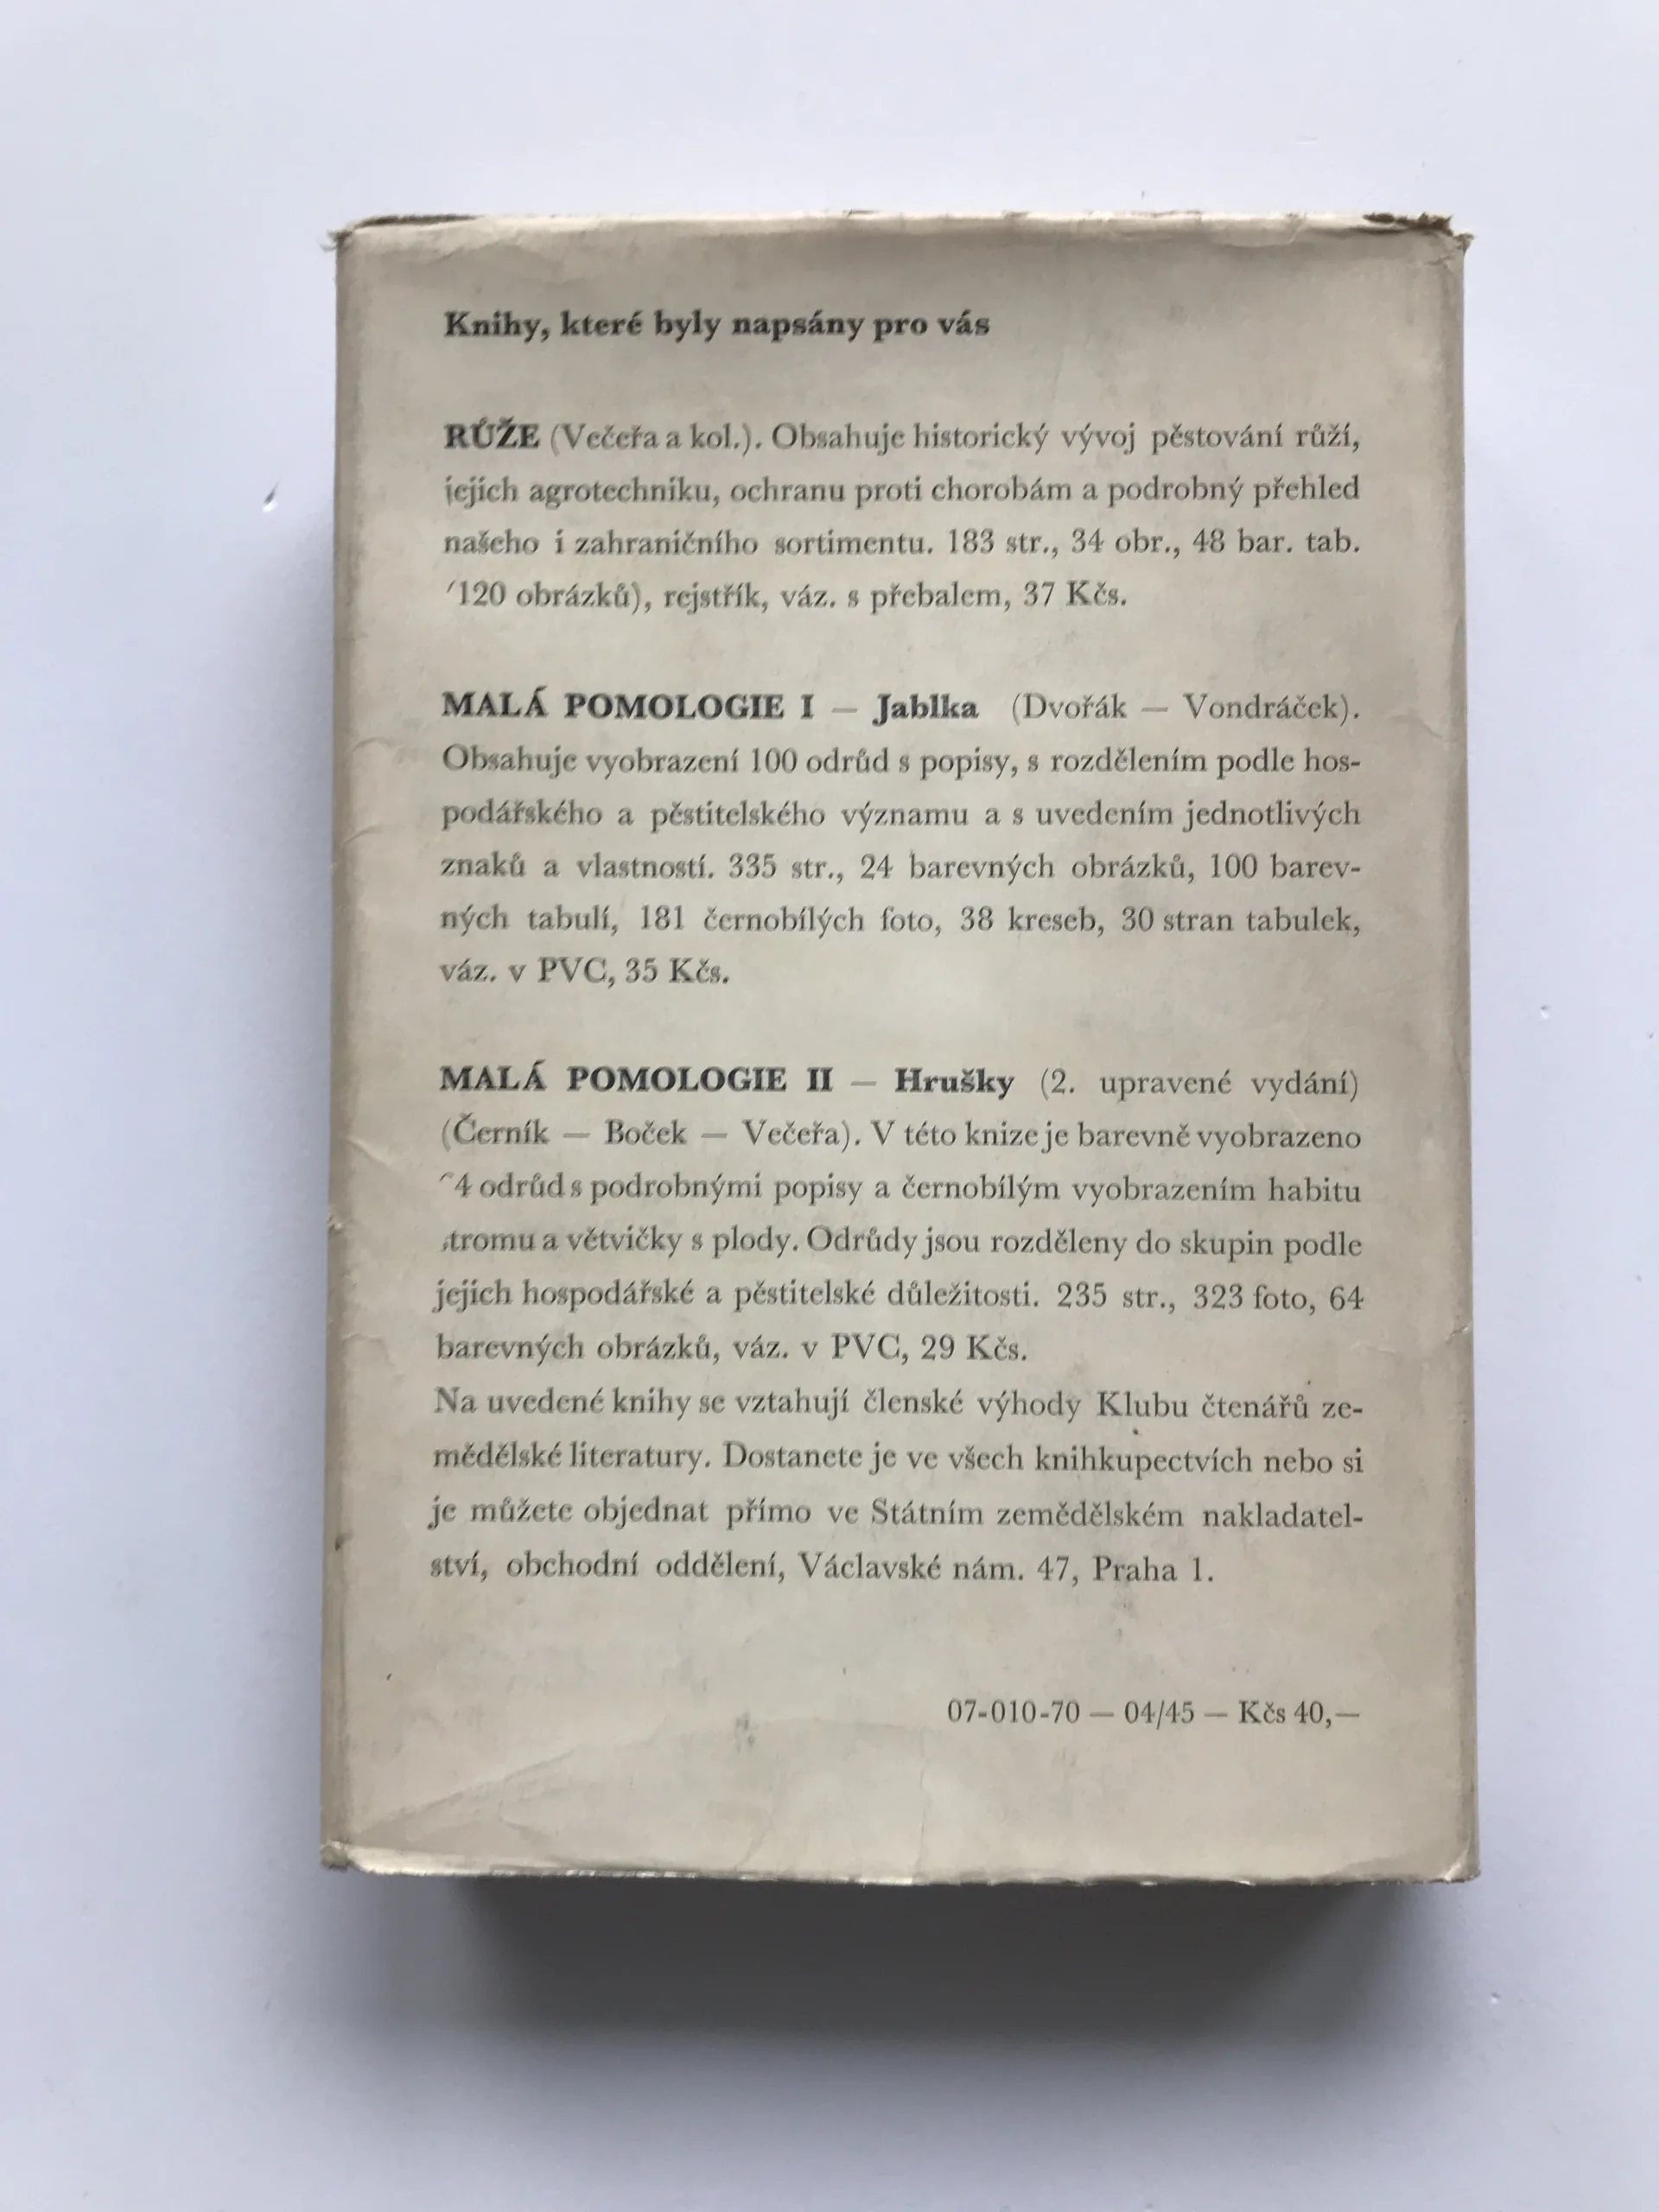 Knihy, které byly napsány pro vás
RŮŽE (Večeřa a kol.). Obsahuje historický vývoj pěstování růží,
jejich agrotechniku, ochranu proti chorobám a podrobný přehled
našeho i zahraničního sortimentu. 183 str., 34 obr., 48 bar. tab.
(120 obrázků), rejstřík, váz. s přebalem, 37 Kčs.
MALÁ POMOLOGIE I — Jablka (Dvořák — Vondráček).
Obsahuje vyobrazení 100 odrůd s popisy, s rozdělením podle hos-
podářského a pěstitelského významu a s uvedením jednotlivých
znaků a vlastností. 335 str., 24 barevných obrázků, 100 barev-
ných tabulí, 181 černobílých foto, 38 kreseb, 30 stran tabulek,
váz. v PVC, 35 Kčs.
MALÁ POMOLOGIE II — Hrušky (2. upravené vydání)
(Černík — Boček — Večeřa). V této knize je barevně vyobrazeno
odrůd s podrobnými popisy a černobílým vyobrazením habitu
stromu a větvičky s plody. Odrůdy jsou rozděleny do skupin podle
jejich hospodářské a pěstitelské důležitosti. 235 str., 323 foto, 64
barevných obrázků, váz. v PVC, 29 Kčs.
Na uvedené knihy se vztahují členské výhody Klubu čtenářů ze-
mědělské literatury. Dostanete je ve všech knihkupectvích nebo si
je můžete objednat přímo ve Státním zemědělském nakladatel-
ství, obchodní oddělení, Václavské nám. 47, Praha 1.
07-010-70 — 04/45 — Kčs 40,—